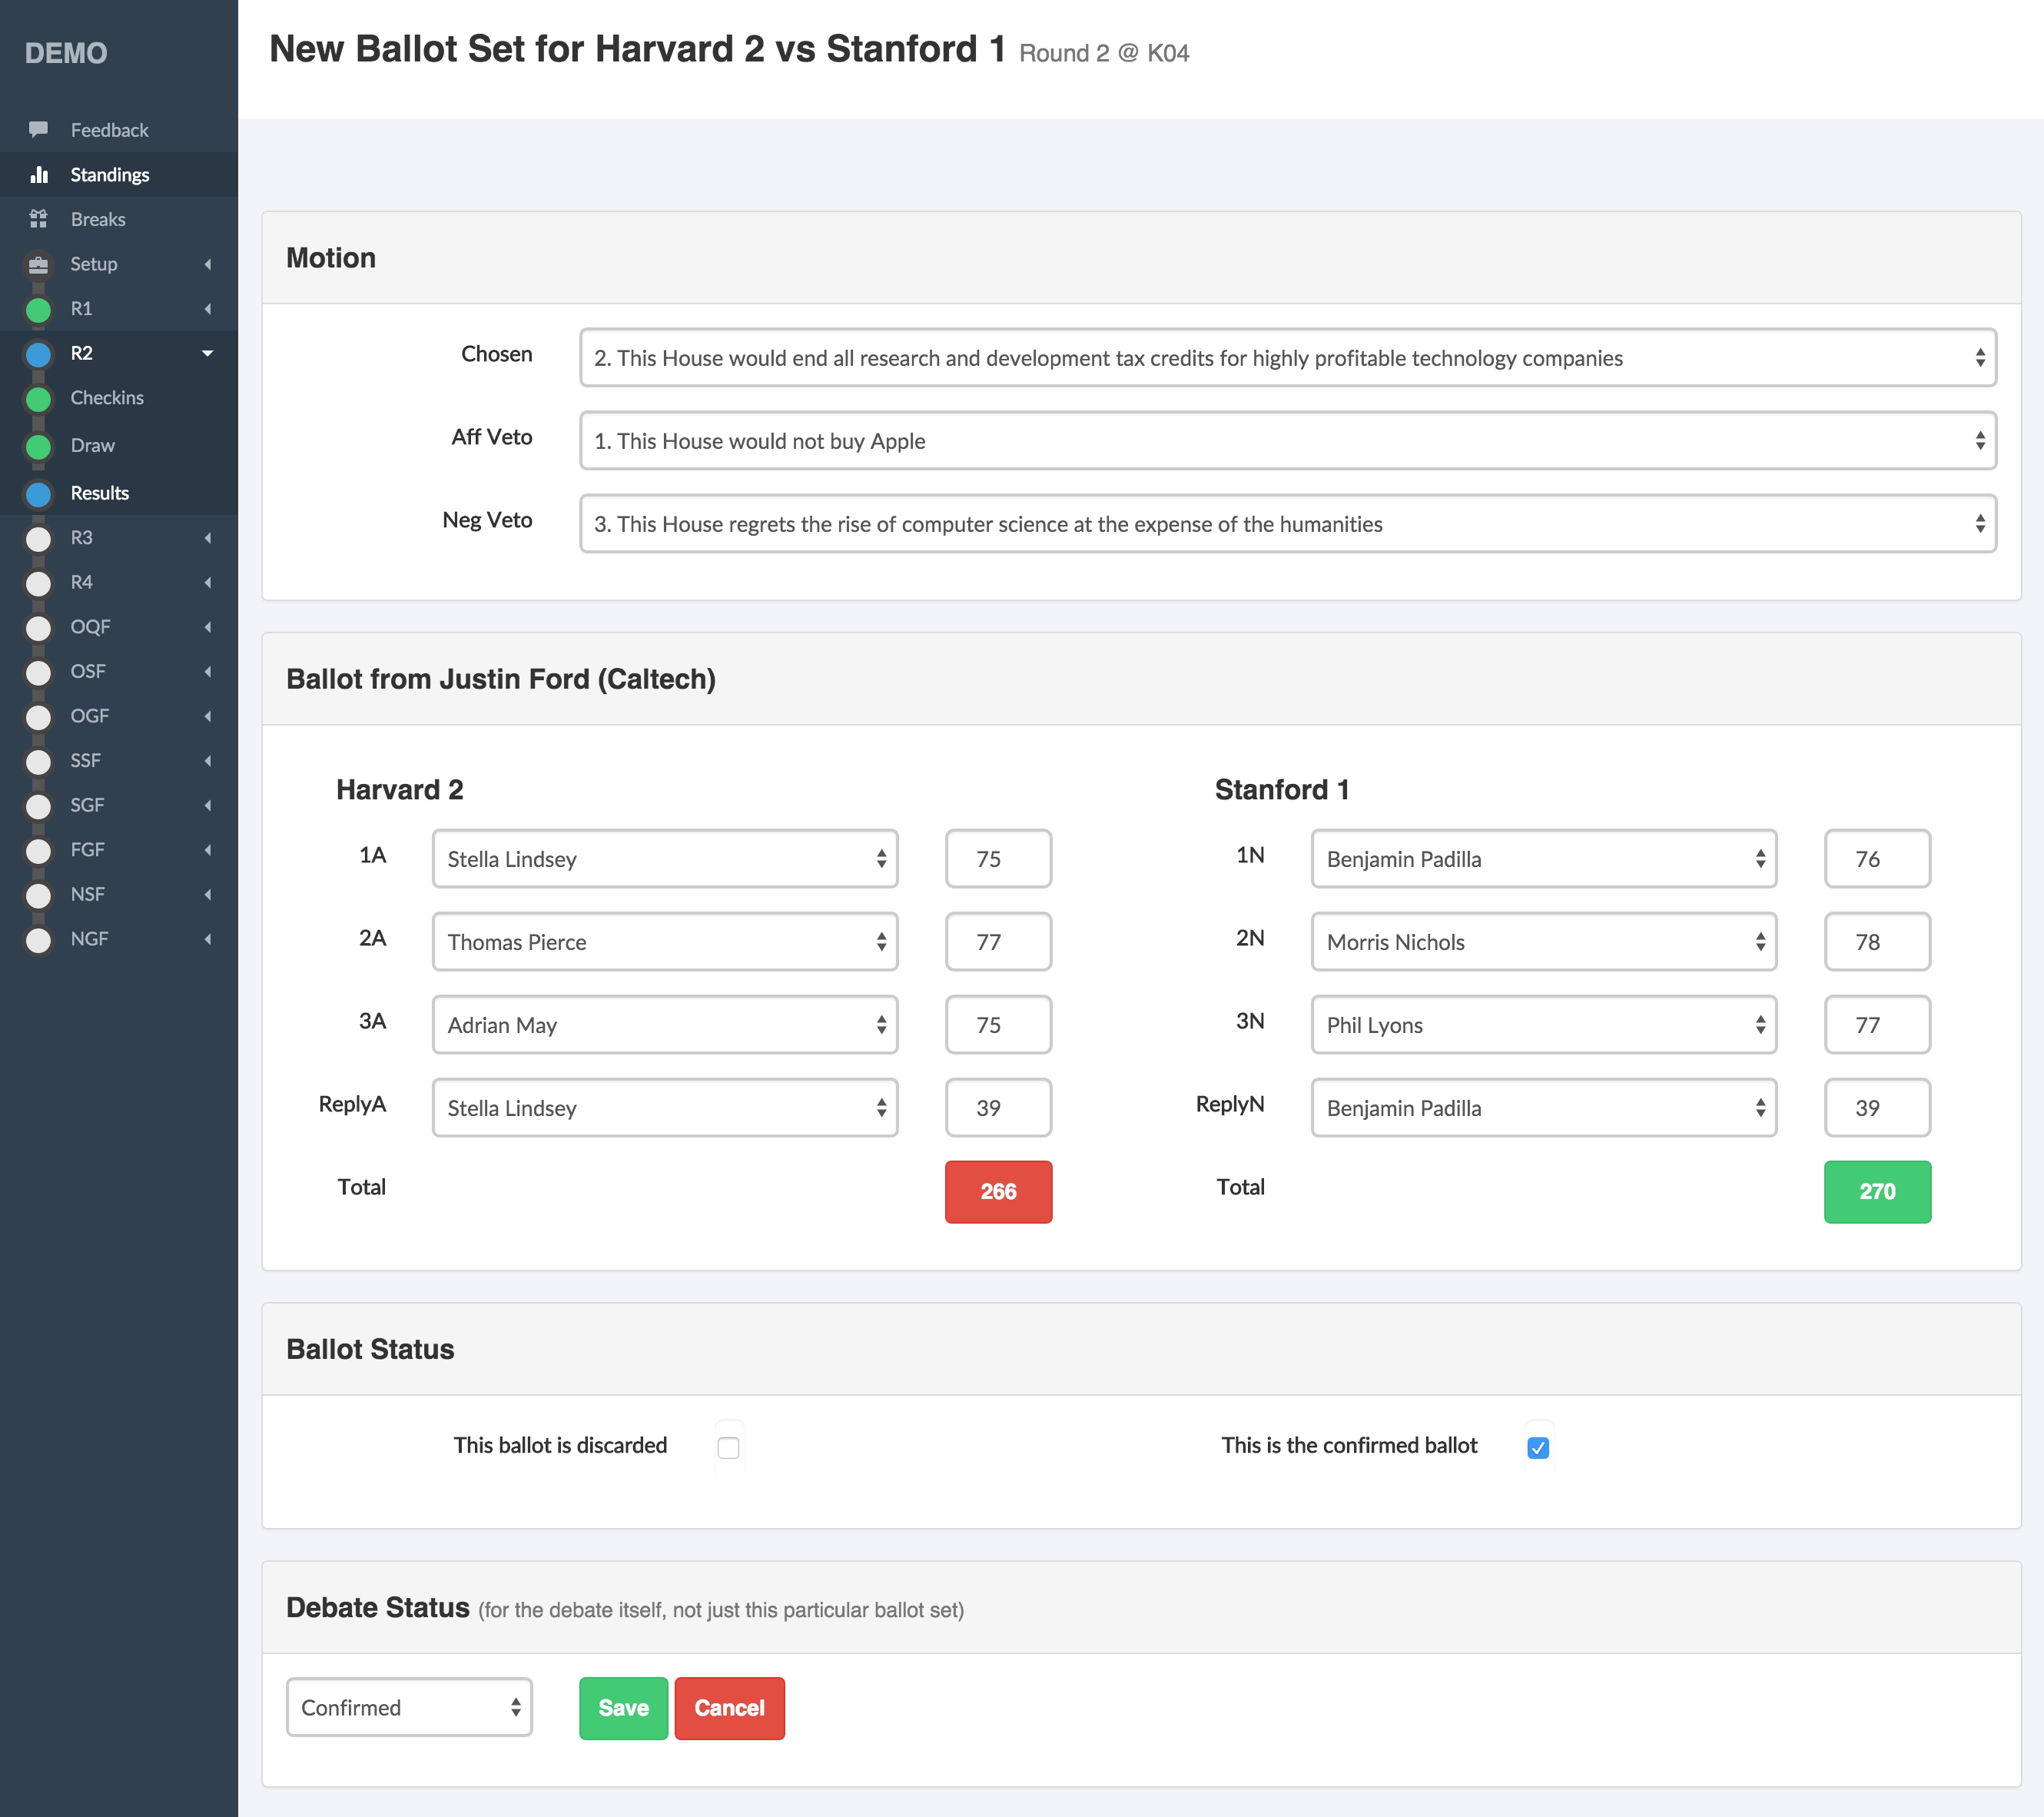 DEMO
Feedback
Standings
Breaks
Setup
R1
R2
Checkins
Draw
Results
R3
R4
OQF
OSF
OGF
SSF
SGF
FGF
NSF
NGF
New Ballot Set for Harvard 2 vs Stanford 1 Round 2 @ K04
Motion
Chosen 2. This House would end all research and development tax credits for highly profitable technology companies
Aff Veto 1. This House would not buy Apple
Neg Veto 3. This House regrets the rise of computer science at the expense of the humanities
Ballot from Justin Ford (Caltech)
Harvard 2
1A Stella Lindsey 75
2A Thomas Pierce 77
3A Adrian May 75
ReplyA Stella Lindsey 39
Total 266
Stanford 1
1N Benjamin Padilla 76
2N Morris Nichols 78
3N Phil Lyons 77
ReplyN Benjamin Padilla 39
Total 270
Ballot Status
This ballot is discarded
This is the confirmed ballot
Debate Status (for the debate itself, not just this particular ballot set)
Confirmed Save Cancel